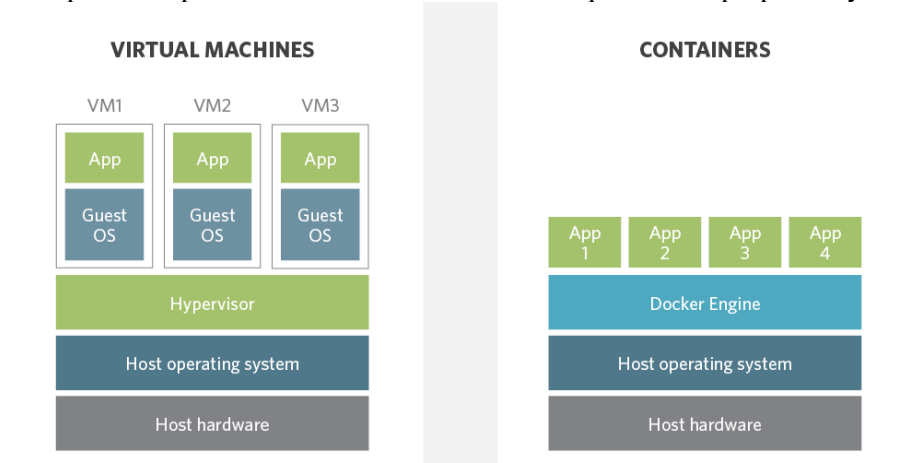 VIRTUAL MACHINES
VM1 VM2 VM3
App App App
Guest Guest Guest
OS OS OS
Hypervisor
Host operating system
Host hardware
CONTAINERS
App App App App
1 2 3 4
Docker Engine
Host operating system
Host hardware